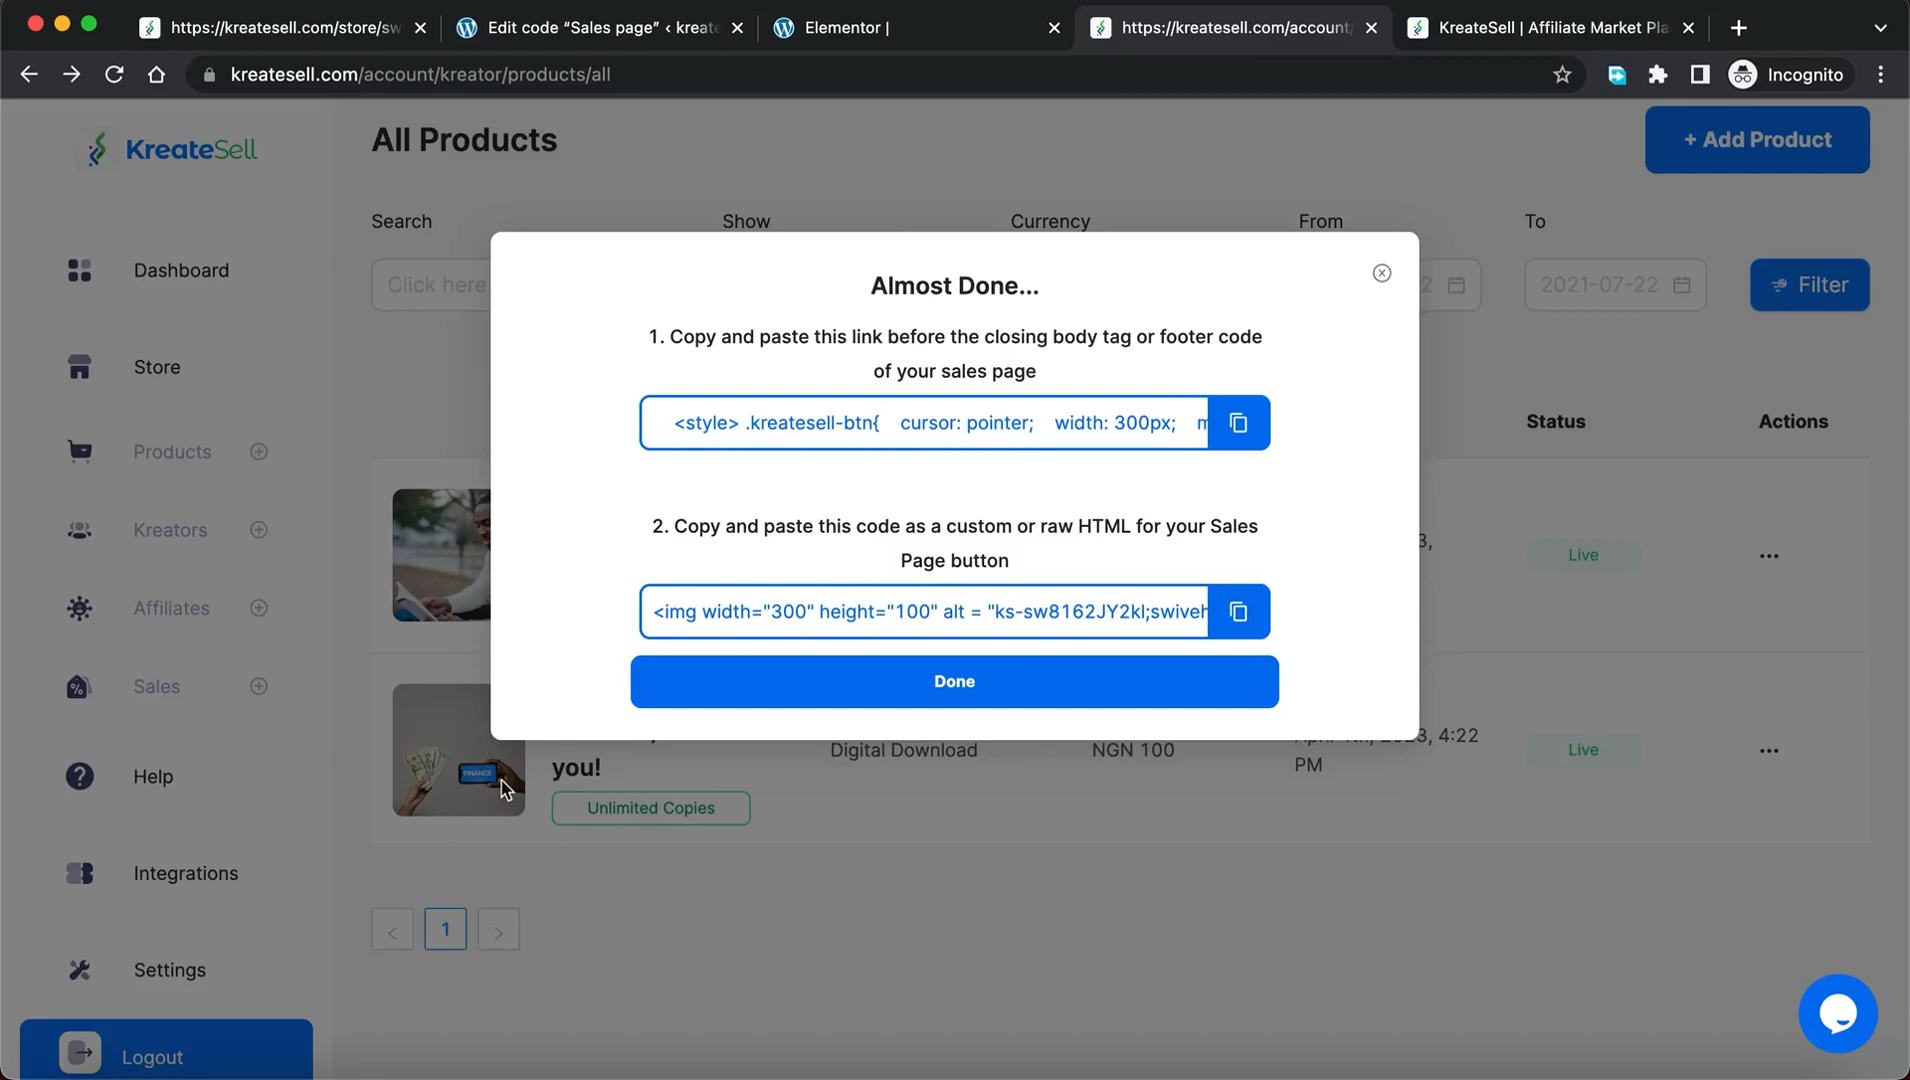 https://kreatesell.com/store/sw
Edit code “Sales page” ‹ kreate
Elementor |
https://kreatesell.com/account/
KreateSell | Affiliate Market Pla
kreatesell.com/account/kreator/products/all
Incognito
KreateSell
All Products
+ Add Product
Search
Show
Currency
From
To
Click here
2
2021-07-22
Filter
Dashboard
Store
Products
Kreators
Affiliates
Sales
Help
Integrations
Settings
Logout
Almost Done...
1. Copy and paste this link before the closing body tag or footer code
of your sales page
<style> .kreatesell-btn{ cursor: pointer; width: 300px; m
2. Copy and paste this code as a custom or raw HTML for your Sales
Page button
<img width="300" height="100" alt = "ks-sw8162JY2kl;swiveh
Done
Status
Actions
3,
Live
...
FINANCE
you!
Unlimited Copies
Digital Download
NGN 100
3, 4:22
PM
Live
...
<
1
>